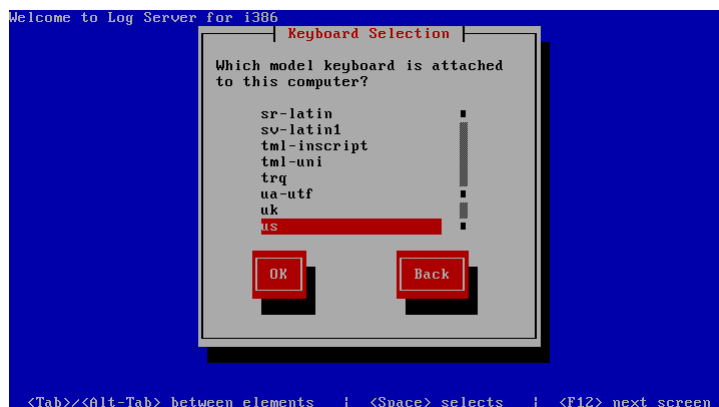 Welcome to Log Server for i386
Keyboard Selection
Which model keyboard is attached
to this computer?
sr-latin
sv-latin1
tml-inscript
tml-uni
trq
ua-utf
uk
us
OK Back
<Tab>/<Alt-Tab> between elements | <Space> selects | <F12> next screen